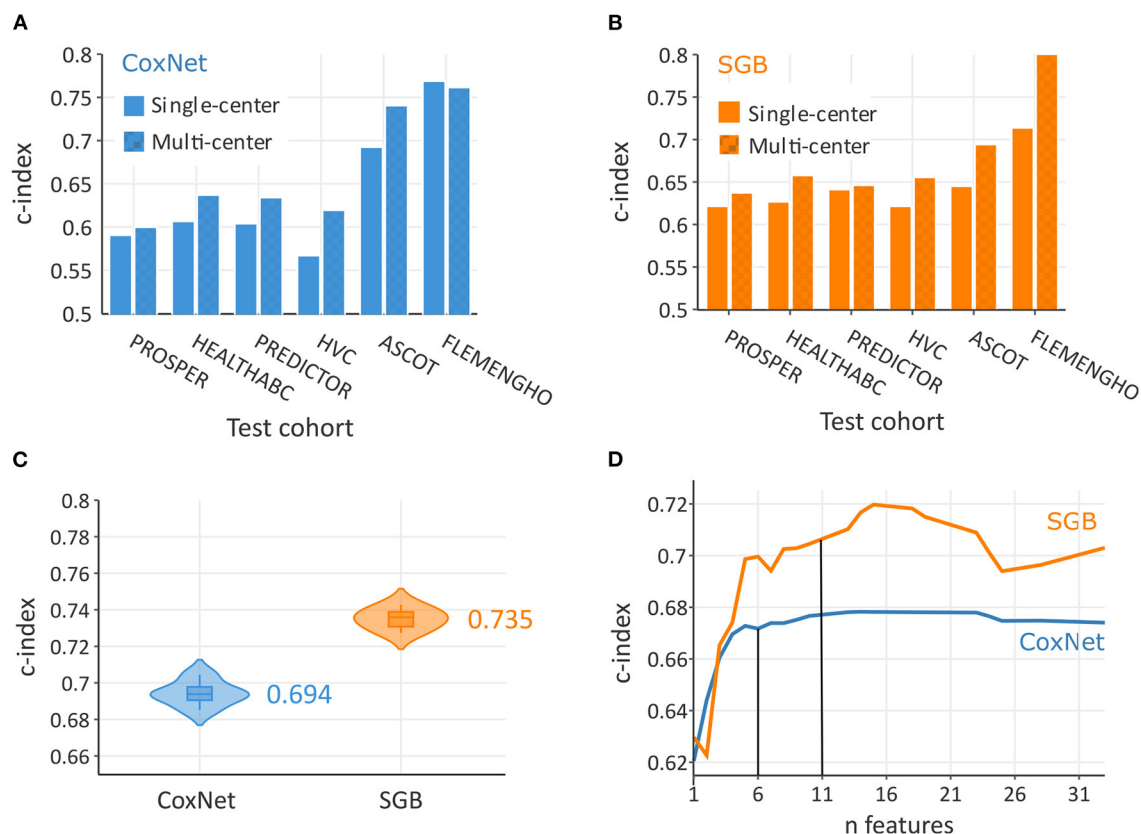 A
CoxNet
Single-center
Multi-center
0.8
0.75
0.7
0.65
0.6
0.55
0.5
c-index
PROSPER
HEALTHABC
PREDICTOR
HVC
ASCOT
FLEMENGHO
Test cohort
B
SGB
Single-center
Multi-center
0.8
0.75
0.7
0.65
0.6
0.55
0.5
c-index
PROSPER
HEALTHABC
PREDICTOR
HVC
ASCOT
FLEMENGHO
Test cohort
C
0.8
0.78
0.76
0.74
0.72
0.7
0.68
0.66
c-index
0.694
0.735
CoxNet
SGB
D
0.72
0.7
0.68
0.66
0.64
0.62
c-index
SGB
CoxNet
1
6
11
16
21
26
31
n features